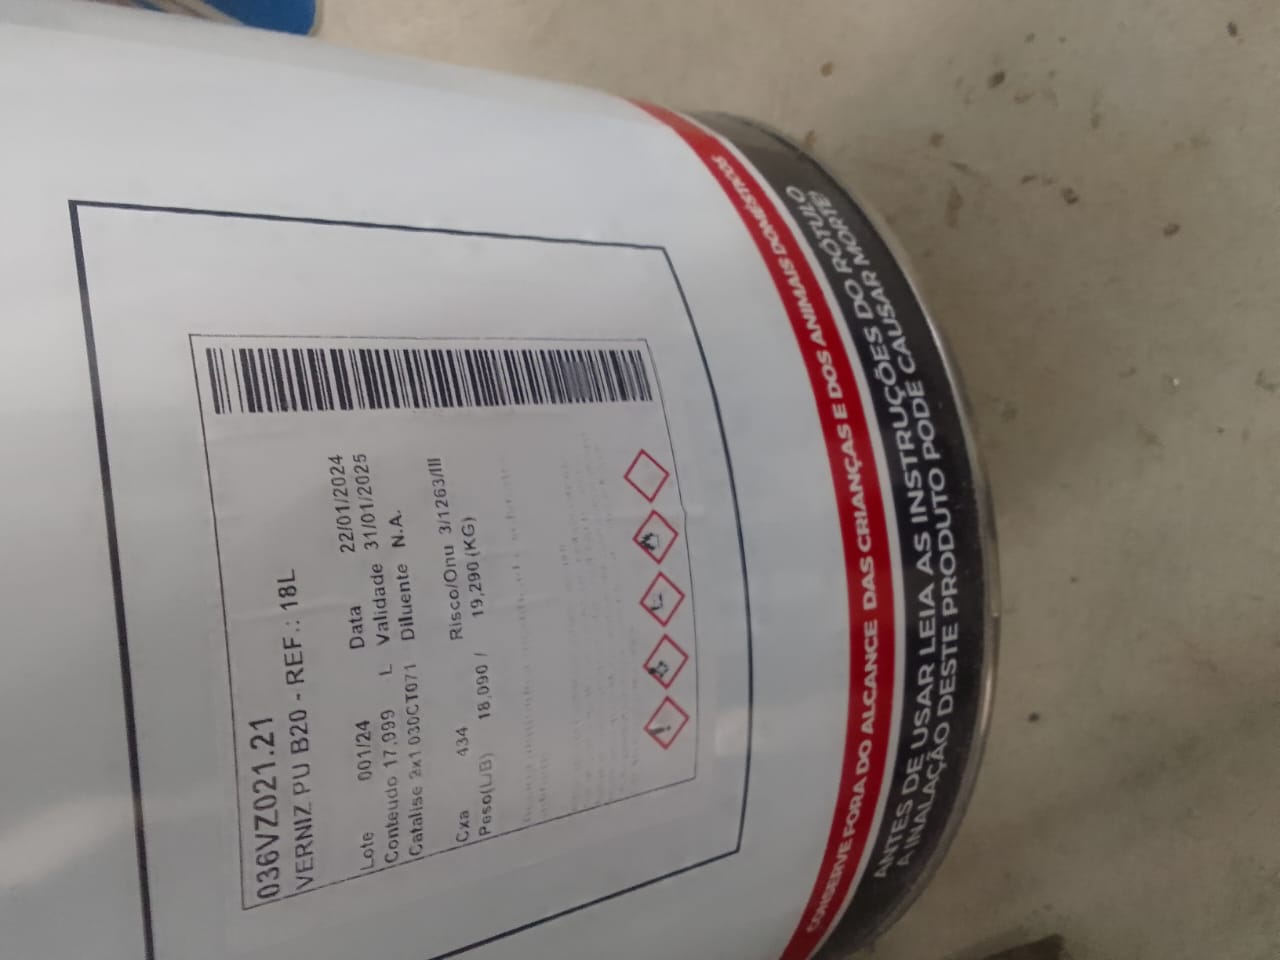 036VZ021.21
VERNIZ PU B20 - REF.: 18L
Lote 001/24 Data 22/01/2024
Conteudo 17,999 L Validade 31/01/2025
Catalise 2x1 030CT071 Diluente N.A.
Cxa 434 Risco/Onu 3/1263/III
Peso(L/B) 18,090 / 19,290 (KG)
CONSERVE FORA DO ALCANCE DAS CRIANÇAS E DOS ANIMAIS DOMÉSTICOS
ANTES DE USAR LEIA AS INSTRUÇÕES DO RÓTULO
A INALAÇÃO DESTE PRODUTO PODE CAUSAR MORTE!